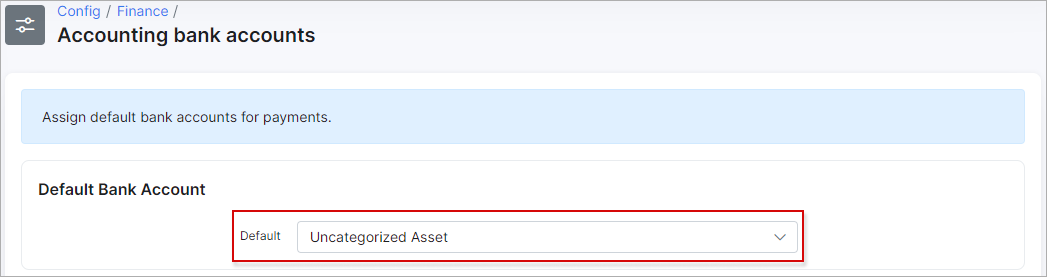 Config / Finance /
Accounting bank accounts
Assign default bank accounts for payments.
Default Bank Account
Default Uncategorized Asset